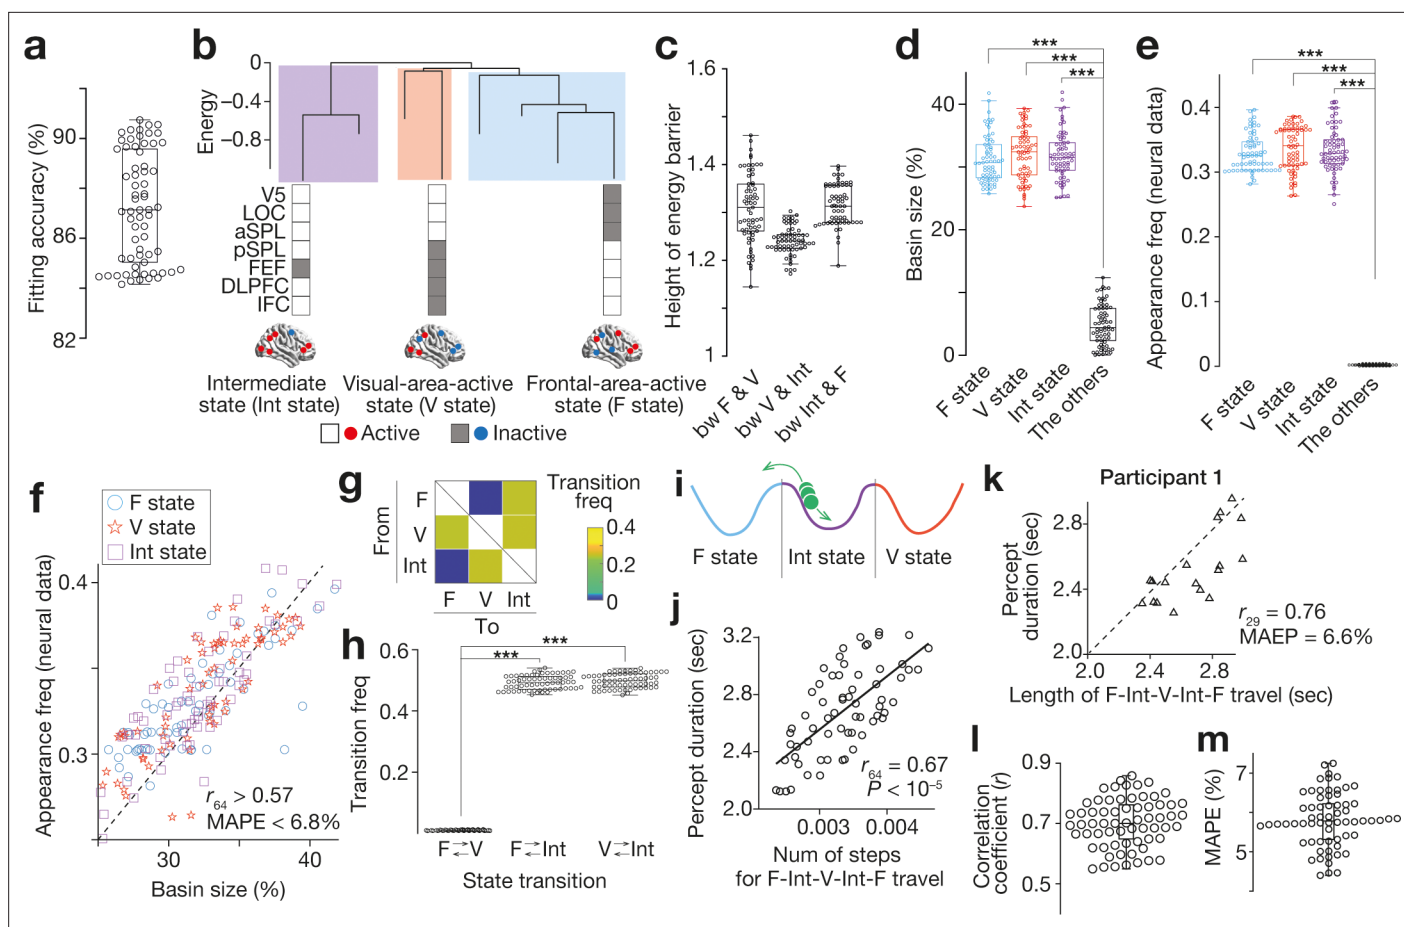 a
Fitting accuracy (%)
90
86
82
b
Energy
0
−0.4
−0.8
V5
LOC
aSPL
pSPL
FEF
DLPFC
IFC
Intermediate
state (Int state)
Visual-area-active
state (V state)
Frontal-area-active
state (F state)
Active
Inactive
c
Height of energy barrier
1.6
1.4
1.2
1
bw F & V
bw V & Int
bw Int & F
d
Basin size (%)
40
20
0
***
***
***
F state
V state
Int state
The others
e
Appearance freq (neural data)
0.4
0.3
0.2
0.1
0
***
***
***
F state
V state
Int state
The others
f
F state
V state
Int state
Appearance freq (neural data)
0.4
0.3
r64 > 0.57
MAPE < 6.8%
30
40
Basin size (%)
g
From
F
V
Int
F
V
Int
To
Transition
freq
0.4
0.2
0
h
Transition freq
0.6
0.4
0.2
***
***
F⇄V
F⇄Int
V⇄Int
State transition
i
F state
Int state
V state
j
Percept duration (sec)
3.2
2.8
2.4
2.0
r64 = 0.67
P < 10−5
0.003
0.004
Num of steps
for F-Int-V-Int-F travel
k
Participant 1
Percept
duration (sec)
2.8
2.4
2.0
r29 = 0.76
MAEP = 6.6%
2.0
2.4
2.8
Length of F-Int-V-Int-F travel (sec)
l
Correlation
coefficient (r)
0.9
0.7
0.5
m
MAPE (%)
7
5